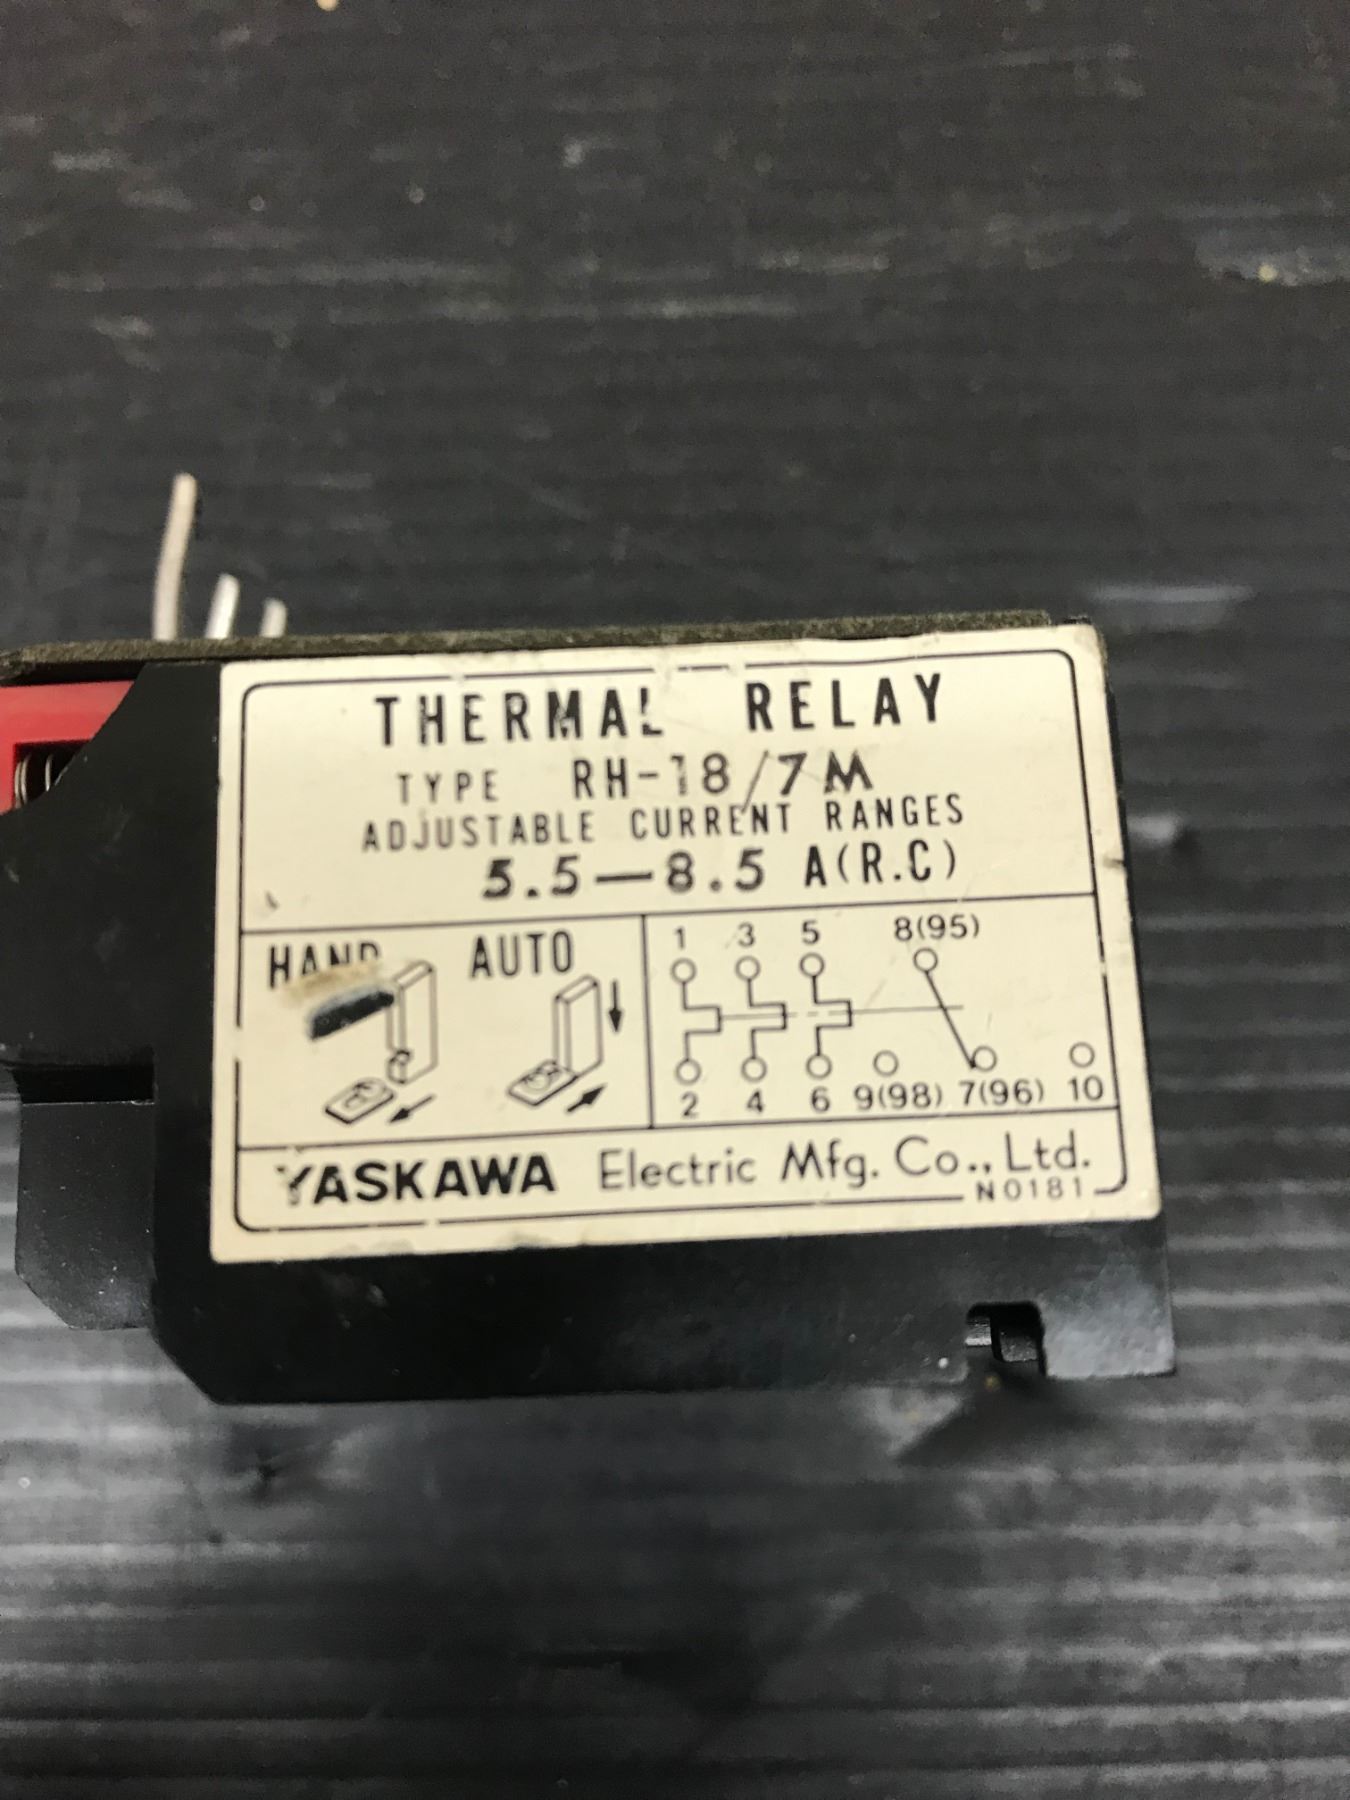 THERMAL RELAY
TYPE RH-18/7M
ADJUSTABLE CURRENT RANGES
5.5-8.5 A(R.C)
HAND AUTO
1 3 5 8(95)
2 4 6 9(98) 7(96) 10
YASKAWA Electric Mfg. Co., Ltd.
N0181